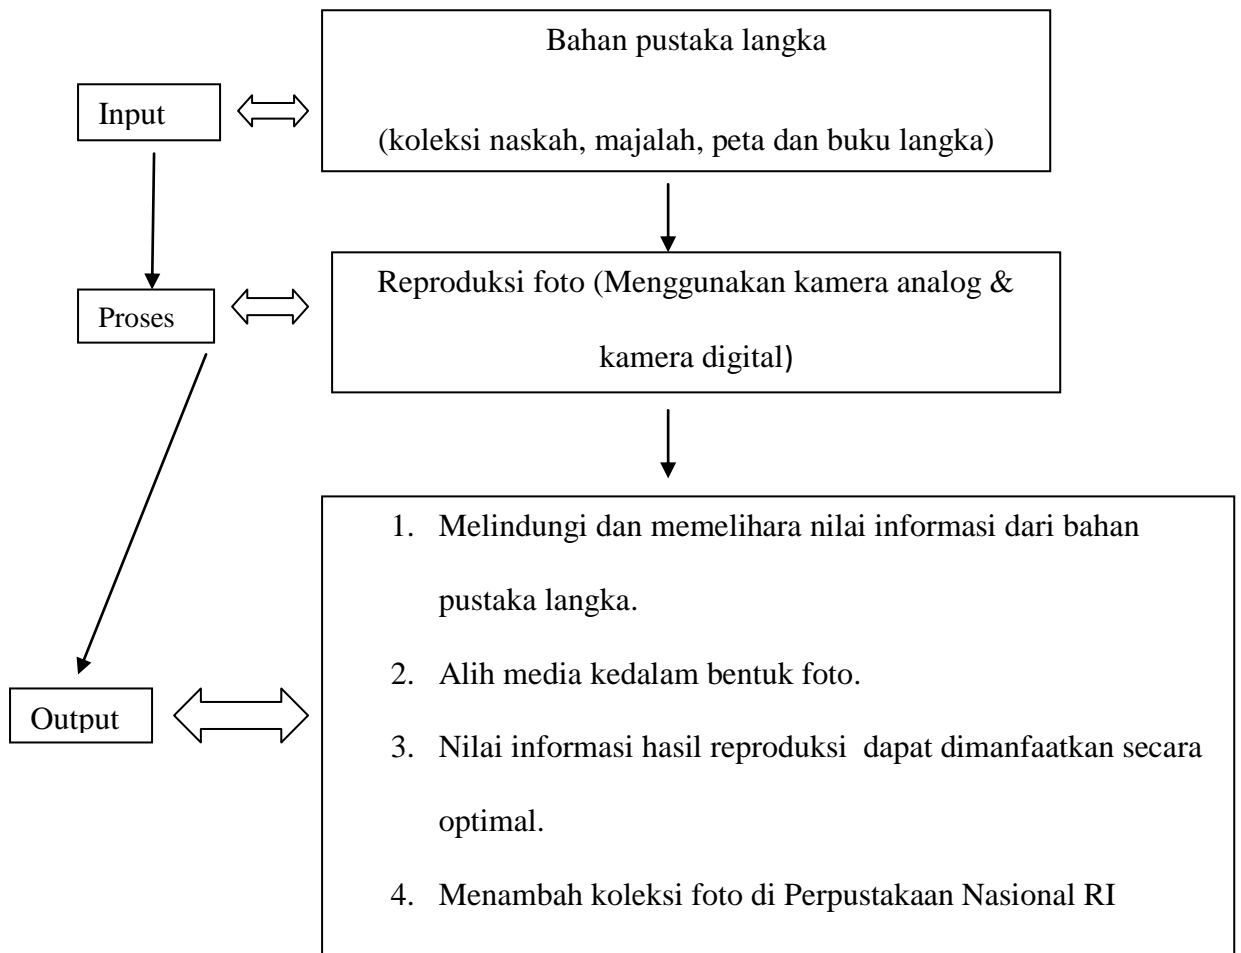 Bahan pustaka langka
Input
(koleksi naskah, majalah, peta dan buku langka)
Reproduksi foto (Menggunakan kamera analog &
Proses
kamera digital)
1. Melindungi dan memelihara nilai informasi dari bahan
pustaka langka.
2. Alih media kedalam bentuk foto.
Output
3. Nilai informasi hasil reproduksi dapat dimanfaatkan secara
optimal.
4. Menambah koleksi foto di Perpustakaan Nasional RI